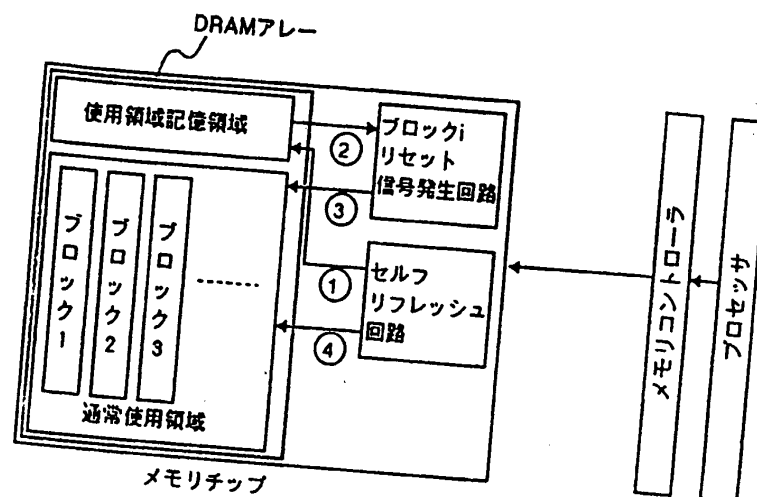 DRAMアレー
使用領域記憶領域
②
ブロックi
リセット
信号発生回路
③
ブロック1
ブロック2
ブロック3
①
セルフ
リフレッシュ
回路
④
通常使用領域
メモリチップ
メモリコントローラ
プロセッサ